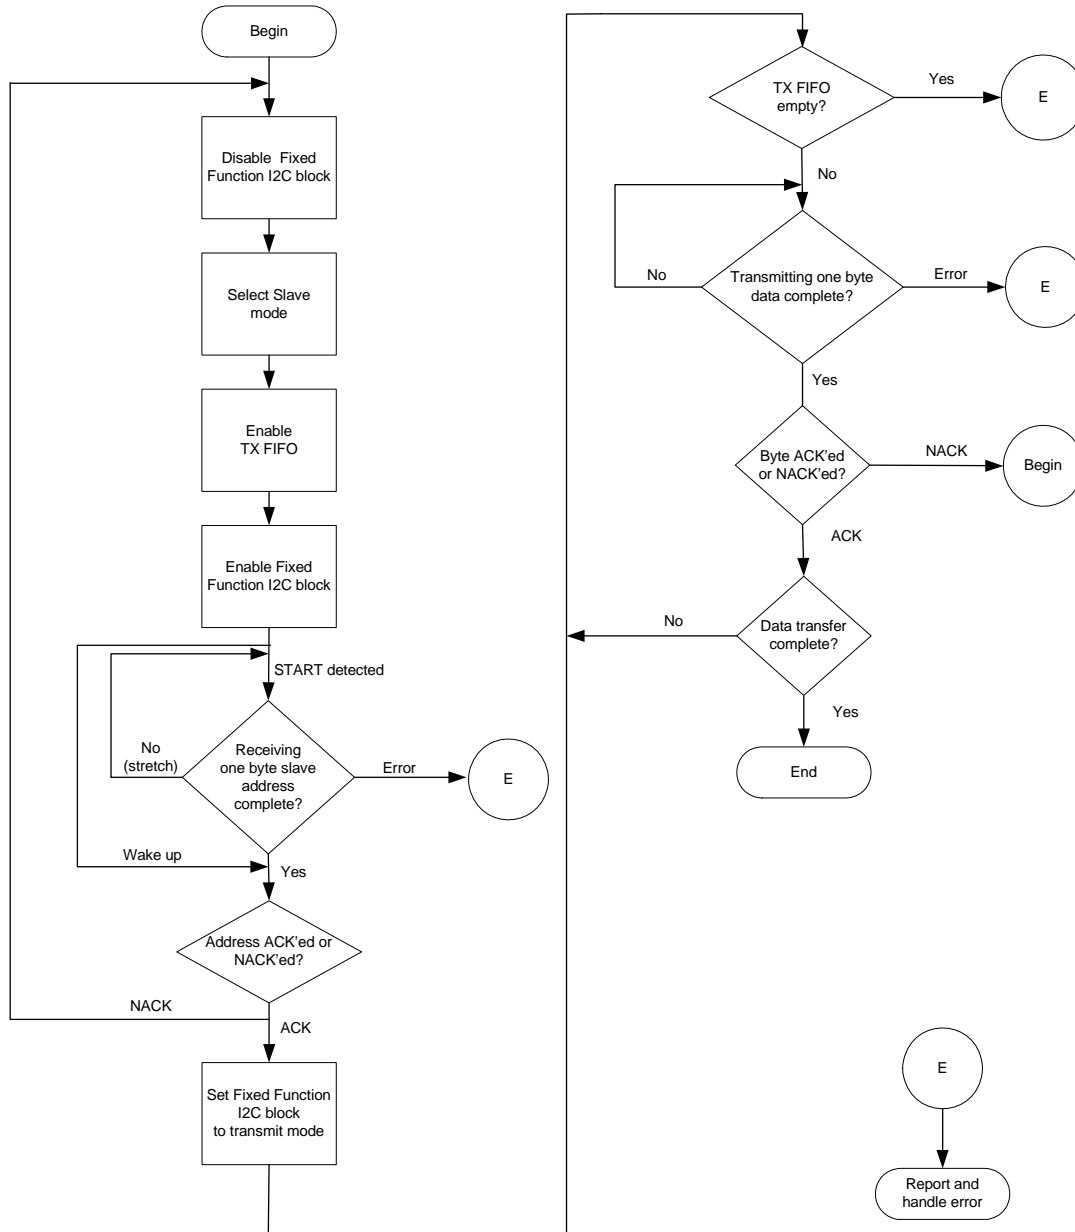 Begin
Disable  Fixed
Function I2C block
Select Slave
mode
Enable
TX FIFO
Enable Fixed
Function I2C block
START detected
No
(stretch)
Receiving
one byte slave
address
complete?
Error
E
Wake up
Yes
Address ACK'ed or
NACK'ed?
NACK
ACK
Set Fixed Function
I2C block
to transmit mode
TX FIFO
empty?
Yes
E
No
No
Transmitting one byte
data complete?
Error
E
Yes
Byte ACK'ed
or NACK'ed?
NACK
Begin
ACK
No
Data transfer
complete?
Yes
End
E
Report and
handle error